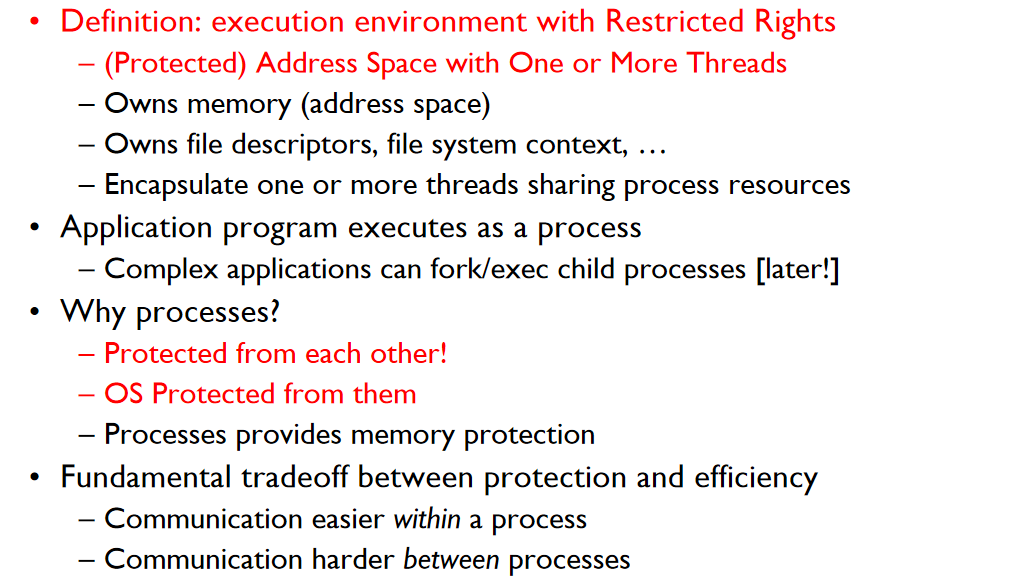 • Definition: execution environment with Restricted Rights
– (Protected) Address Space with One or More Threads
– Owns memory (address space)
– Owns file descriptors, file system context, …
– Encapsulate one or more threads sharing process resources
• Application program executes as a process
– Complex applications can fork/exec child processes [later!]
• Why processes?
– Protected from each other!
– OS Protected from them
– Processes provides memory protection
• Fundamental tradeoff between protection and efficiency
– Communication easier within a process
– Communication harder between processes